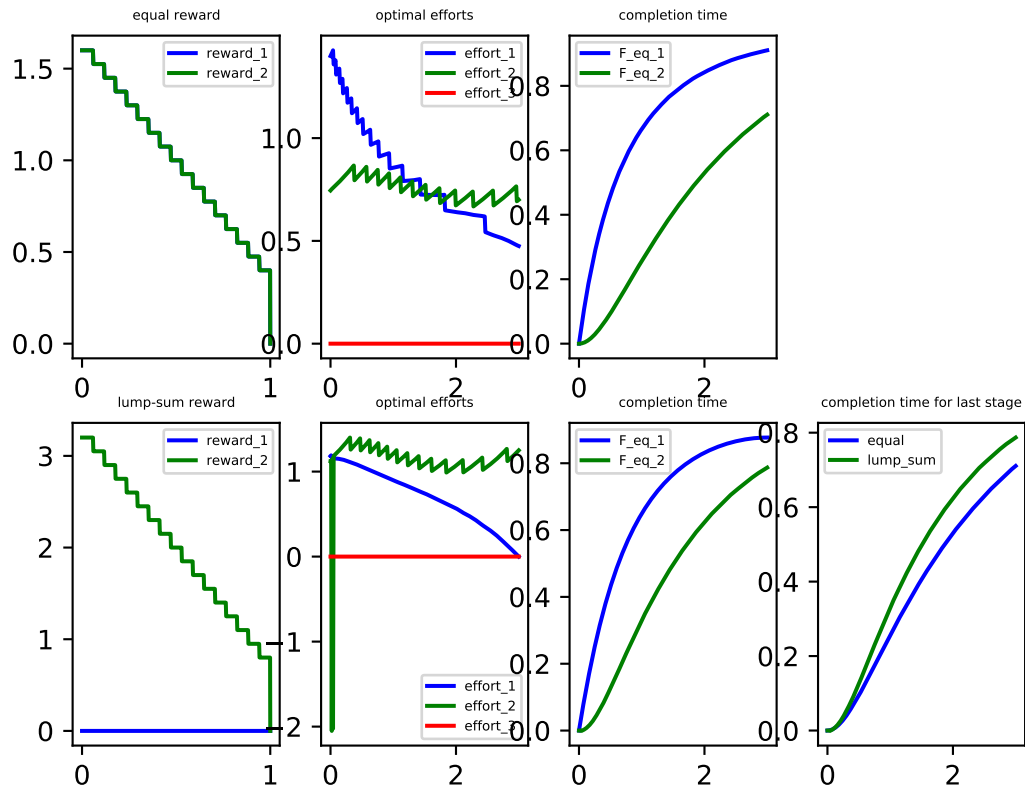 equal reward
optimal efforts
completion time
reward_1
reward_2
effort_1
effort_2
effort_3
F_eq_1
F_eq_2
1.5
1.0
0.5
0.0
0
1
1.0
0.5
0.0
0
2
0.8
0.6
0.4
0.2
0.0
0
2
lump-sum reward
optimal efforts
completion time
completion time for last stage
reward_1
reward_2
effort_1
effort_2
effort_3
F_eq_1
F_eq_2
equal
lump_sum
3
2
1
0
0
1
1
0
−1
−2
0
2
0.8
0.6
0.4
0.2
0.0
0
2
0.8
0.6
0.4
0.2
0.0
0
2